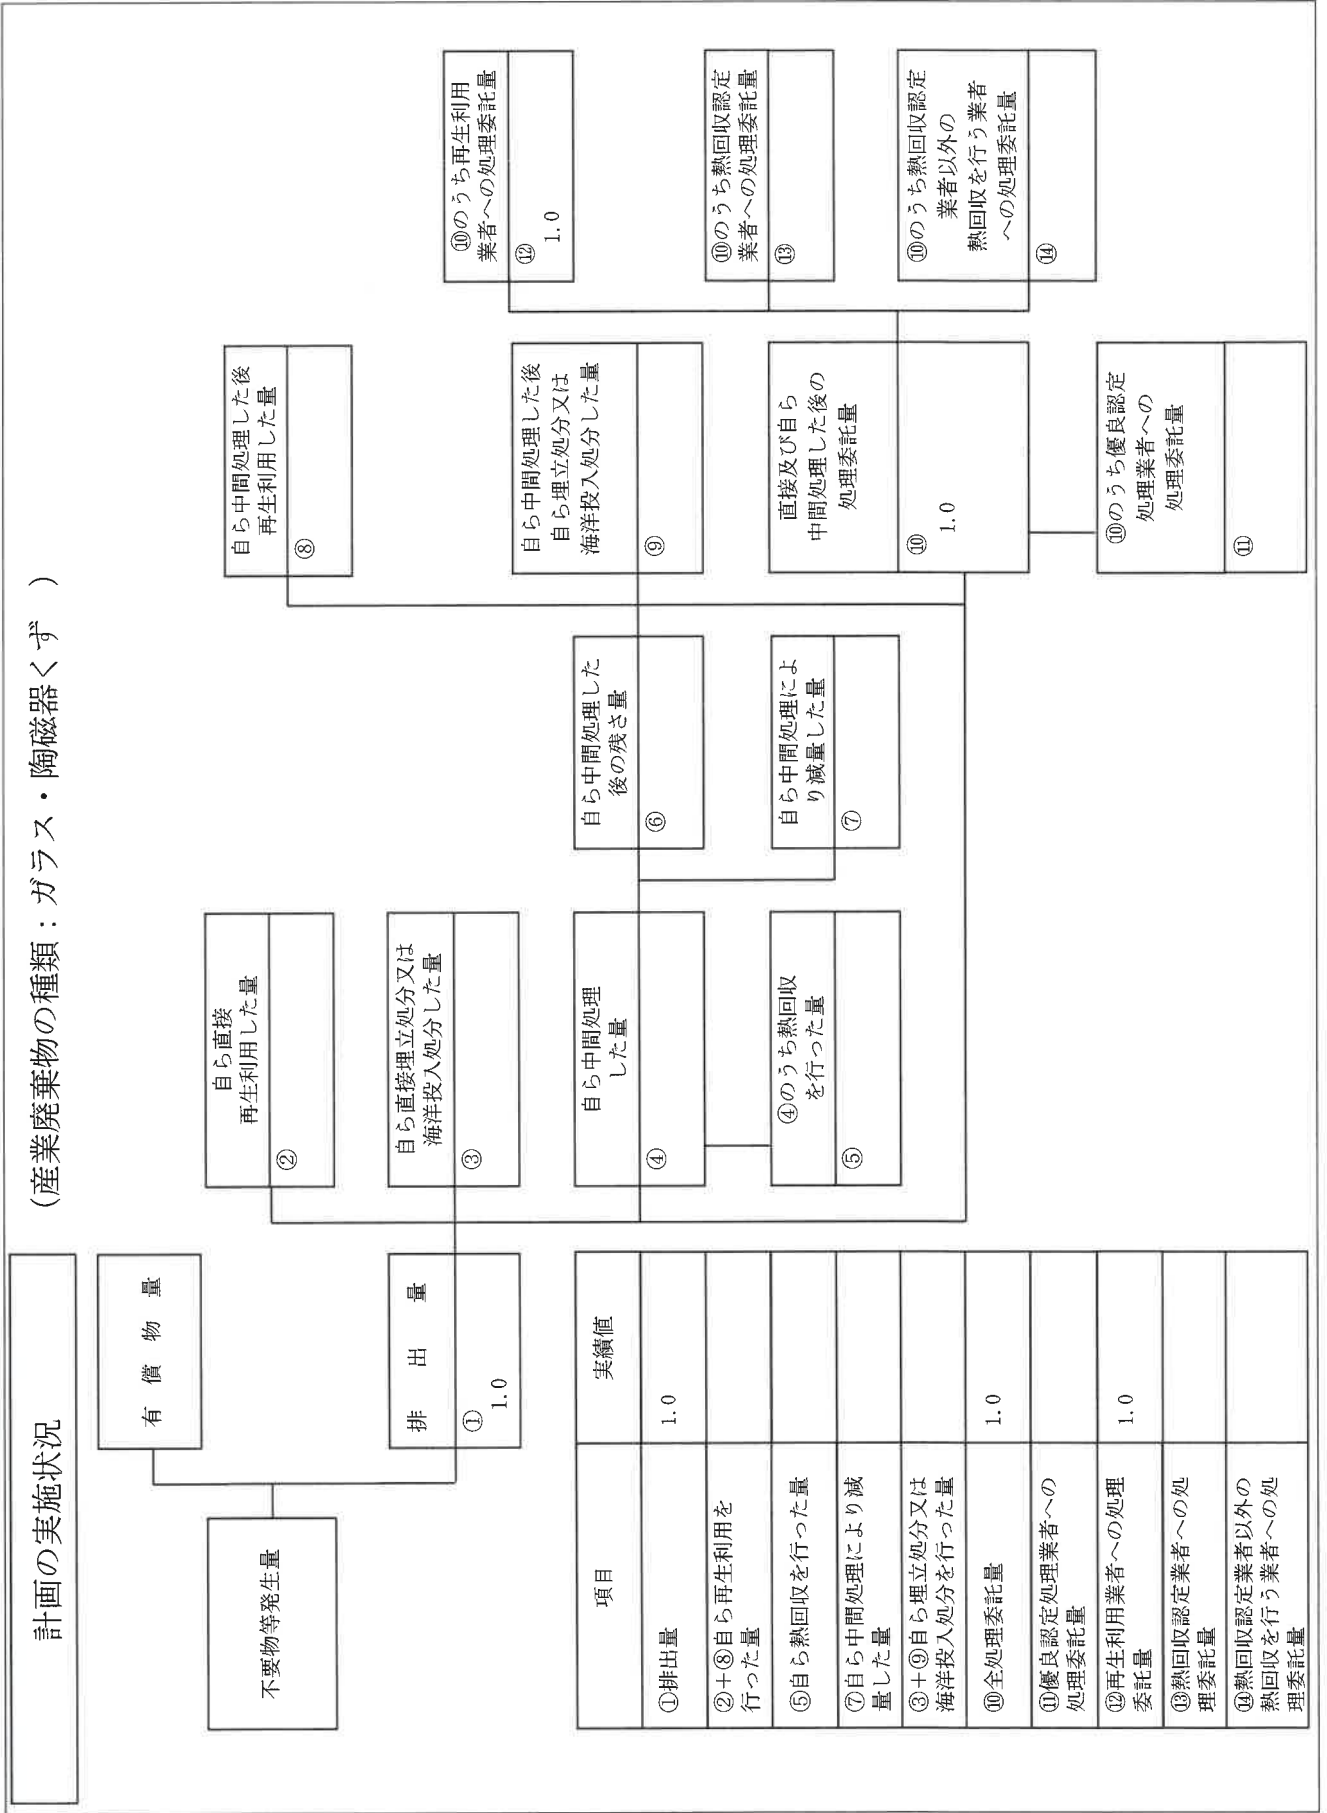 計画の実施状況
(産業廃棄物の種類：ガラス・陶磁器くず )
不要物等発生量
有償物量
排出量
①
1.0
自ら直接
再生利用した量
②
自ら直接埋立処分又は
海洋投入処分した量
③
自ら中間処理
した量
④
④のうち熱回収
を行った量
⑤
自ら中間処理した
後の残さ量
⑥
自ら中間処理によ
り減量した量
⑦
自ら中間処理した後
再生利用した量
⑧
自ら中間処理した後
自ら埋立処分又は
海洋投入処分した量
⑨
直接及び自ら
中間処理した後の
処理委託量
⑩
1.0
⑩のうち優良認定
処理業者への
処理委託量
⑪
⑩のうち再生利用
業者への処理委託量
⑫
1.0
⑩のうち熱回収認定
業者への処理委託量
⑬
⑩のうち熱回収認定
業者以外の
熱回収を行う業者
への処理委託量
⑭
項目 実績値
①排出量 1.0
②+⑧自ら再生利用を
行った量
⑤自ら熱回収を行った量
⑦自ら中間処理により減
量した量
③+⑨自ら埋立処分又は
海洋投入処分を行った量
⑩全処理委託量 1.0
⑪優良認定処理業者への
処理委託量
⑫再生利用業者への処理
委託量 1.0
⑬熱回収認定業者への処
理委託量
⑭熱回収認定業者以外の
熱回収を行う業者への処
理委託量